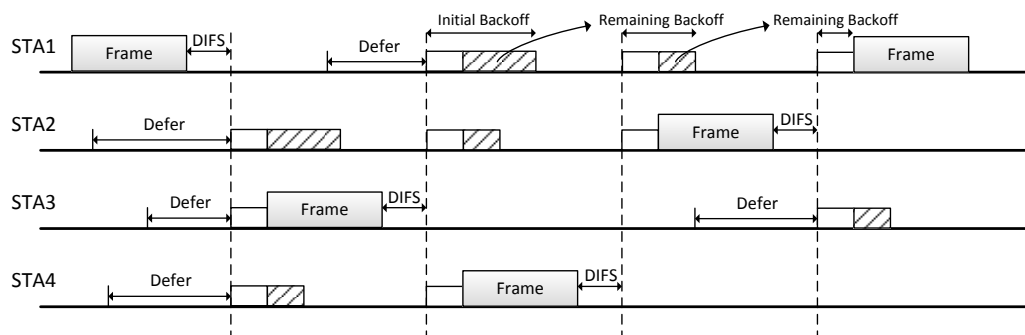 Initial Backoff Remaining Backoff Remaining Backoff
STA1 Frame DIFS Defer Frame
STA2 Defer Frame DIFS
STA3 Defer Frame DIFS Defer
STA4 Defer Frame DIFS